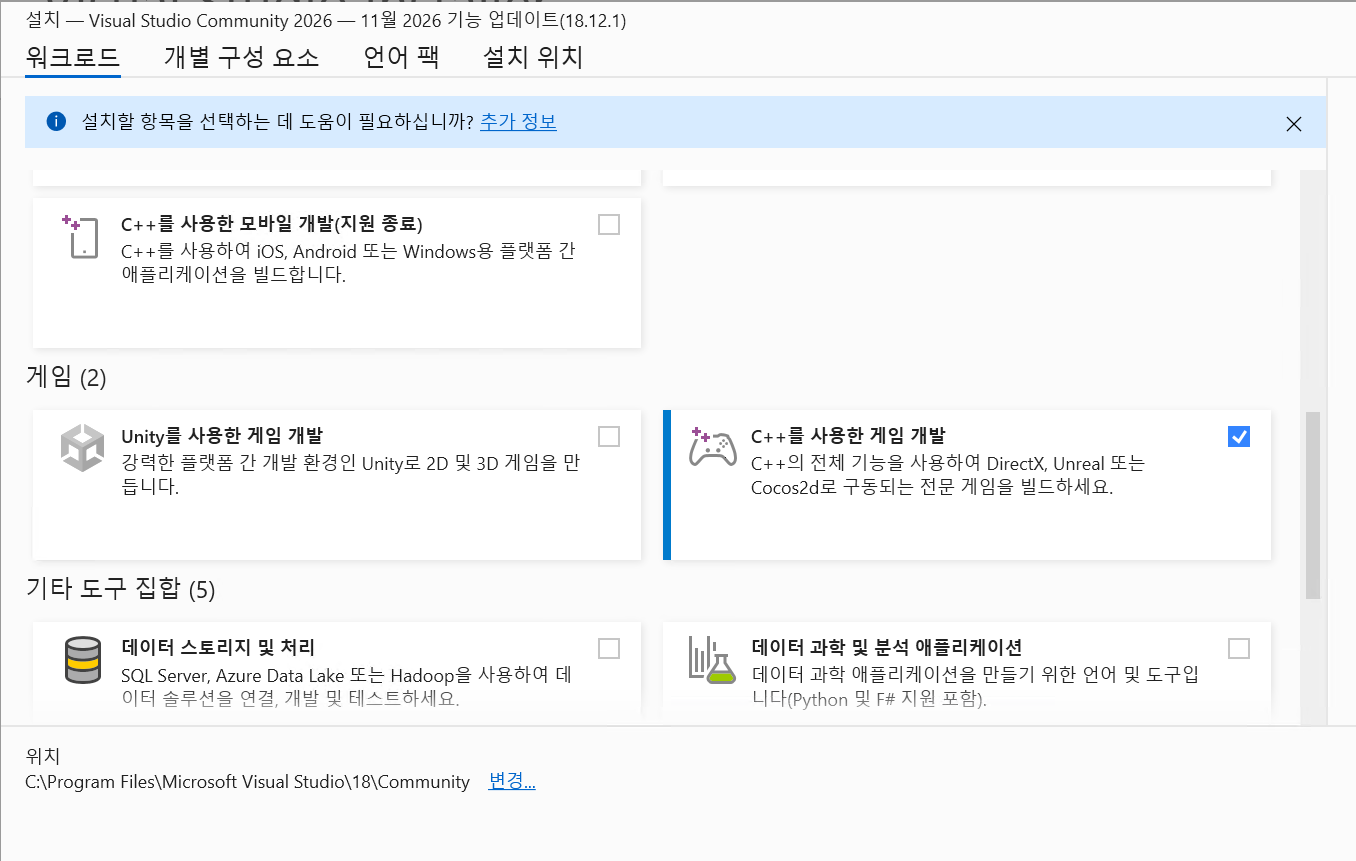 설치 — Visual Studio Community 2026 — 11월 2026 기능 업데이트(18.12.1)
워크로드 개별 구성 요소 언어 팩 설치 위치
설치할 항목을 선택하는 데 도움이 필요하십니까? 추가 정보
C++를 사용한 모바일 개발(지원 종료)
C++를 사용하여 iOS, Android 또는 Windows용 플랫폼 간
애플리케이션을 빌드합니다.
게임 (2)
Unity를 사용한 게임 개발
강력한 플랫폼 간 개발 환경인 Unity로 2D 및 3D 게임을 만
듭니다.
C++를 사용한 게임 개발
C++의 전체 기능을 사용하여 DirectX, Unreal 또는
Cocos2d로 구동되는 전문 게임을 빌드하세요.
기타 도구 집합 (5)
데이터 스토리지 및 처리
SQL Server, Azure Data Lake 또는 Hadoop을 사용하여 데
이터 솔루션을 연결, 개발 및 테스트하세요.
데이터 과학 및 분석 애플리케이션
데이터 과학 애플리케이션을 만들기 위한 언어 및 도구입
니다(Python 및 F# 지원 포함).
위치
C:\Program Files\Microsoft Visual Studio\18\Community 변경...